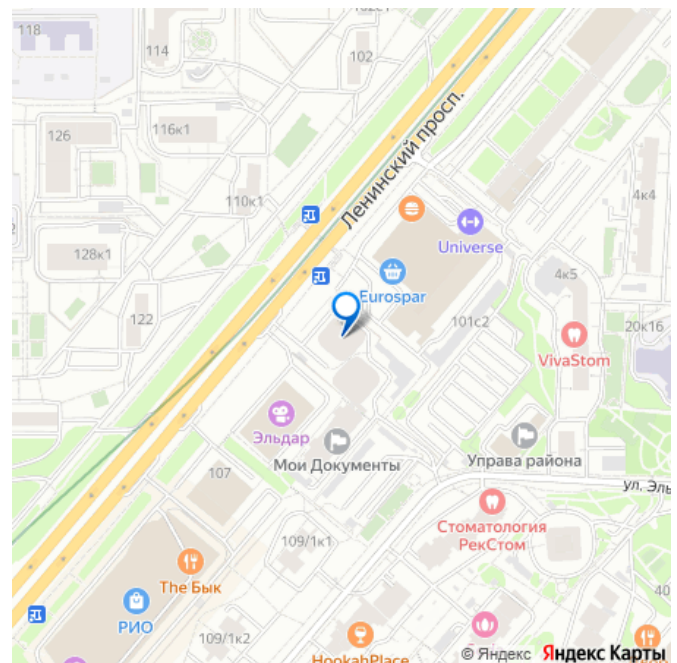 118
102к1
114
102
126
116к1
Ленинский просп.
110к1
4к4
Universe
128к1
4к5
Eurospar
122
101с2
20к16
VivaStom
Эльдар
Мои Документы
Управа района
107
ул. Эль
Стоматология
РекСтом
109/1к1
The Бык
40
РИО
109/1к2
HookahPlace
© Яндекс Яндекс Карты